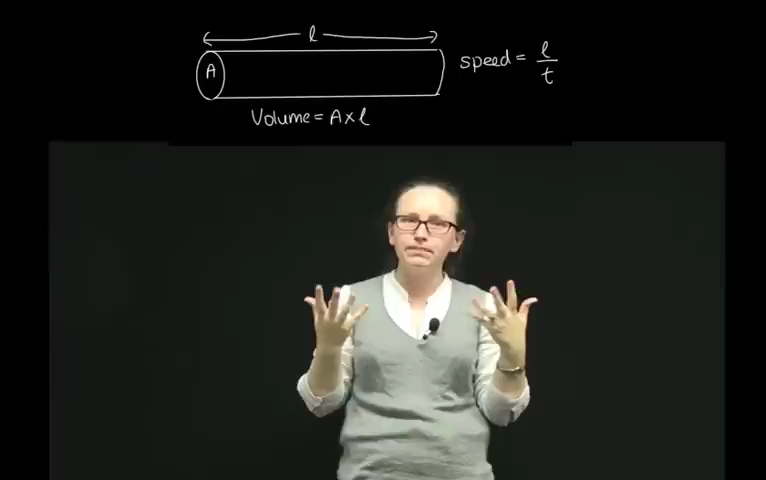 l
A
speed = l/t
Volume = A x l